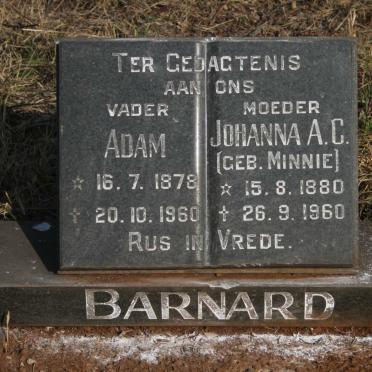 TER GEDAGTENIS
AAN ONS
VADER MOEDER
ADAM JOHANNA A.C.
(GEB. MINNIE)
☆ 16. 7. 1878 ☆ 15. 8. 1880
✝ 20. 10. 1960 ✝ 26. 9. 1960
RUS IN VREDE.
BARNARD